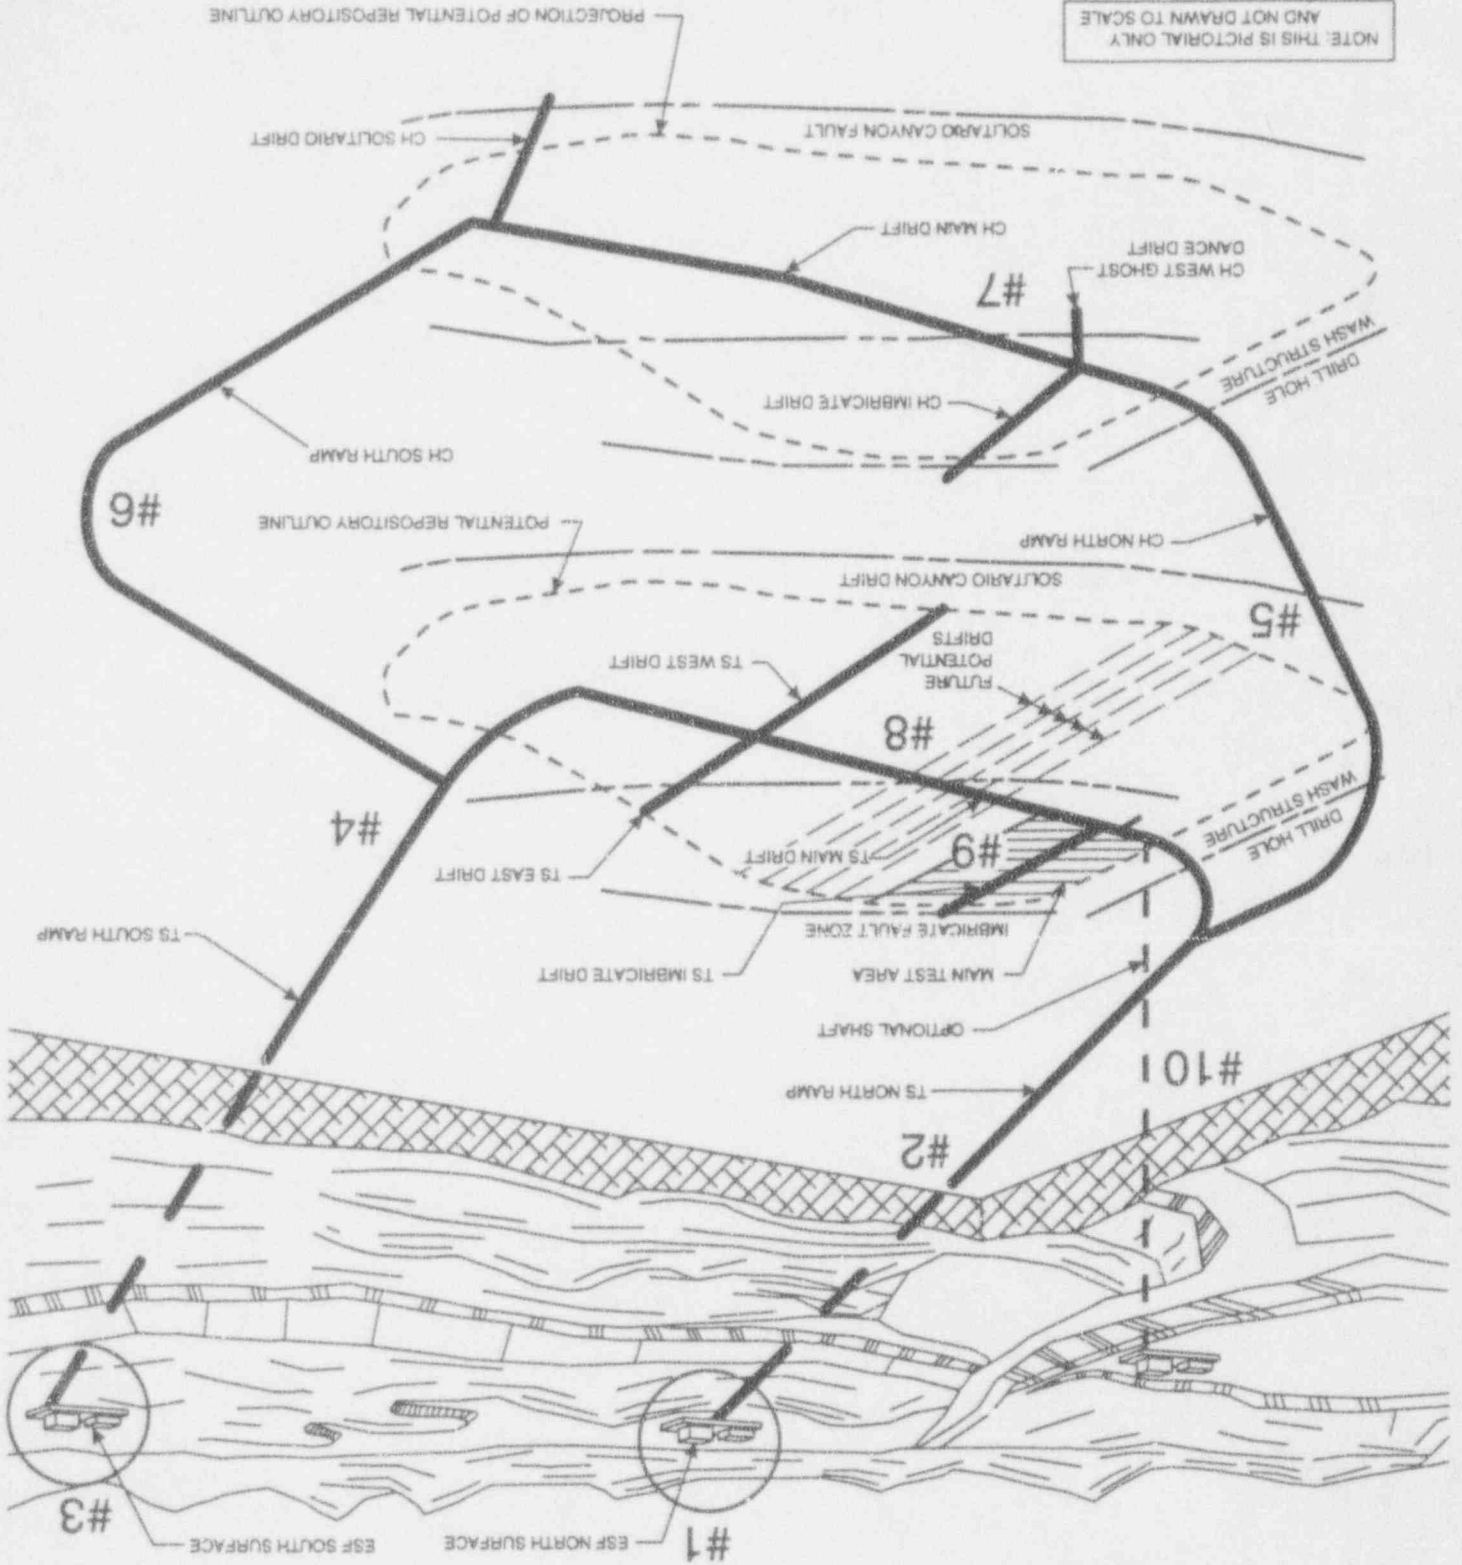 #1
ESF NORTH SURFACE
ESF SOUTH SURFACE
#3
#2
TS NORTH RAMP
#10
OPTIONAL SHAFT
MAIN TEST AREA
TS IMBRICATE DRIFT
TS SOUTH RAMP
IMBRICATE FAULT ZONE
TS EAST DRIFT
#9
TS MAIN DRIFT
DRILL HOLE
WASH STRUCTURE
#4
#8
FUTURE
POTENTIAL
DRIFTS
TS WEST DRIFT
#5
SOLITARIO CANYON DRIFT
CH NORTH RAMP
POTENTIAL REPOSITORY OUTLINE
#6
CH SOUTH RAMP
CH IMBRICATE DRIFT
DRILL HOLE
WASH STRUCTURE
#7
CH WEST GHOST
DANCE DRIFT
CH MAIN DRIFT
SOLITARIO CANYON FAULT
CH SOLITARIO DRIFT
NOTE: THIS IS PICTORIAL ONLY
AND NOT DRAWN TO SCALE
PROJECTION OF POTENTIAL REPOSITORY OUTLINE